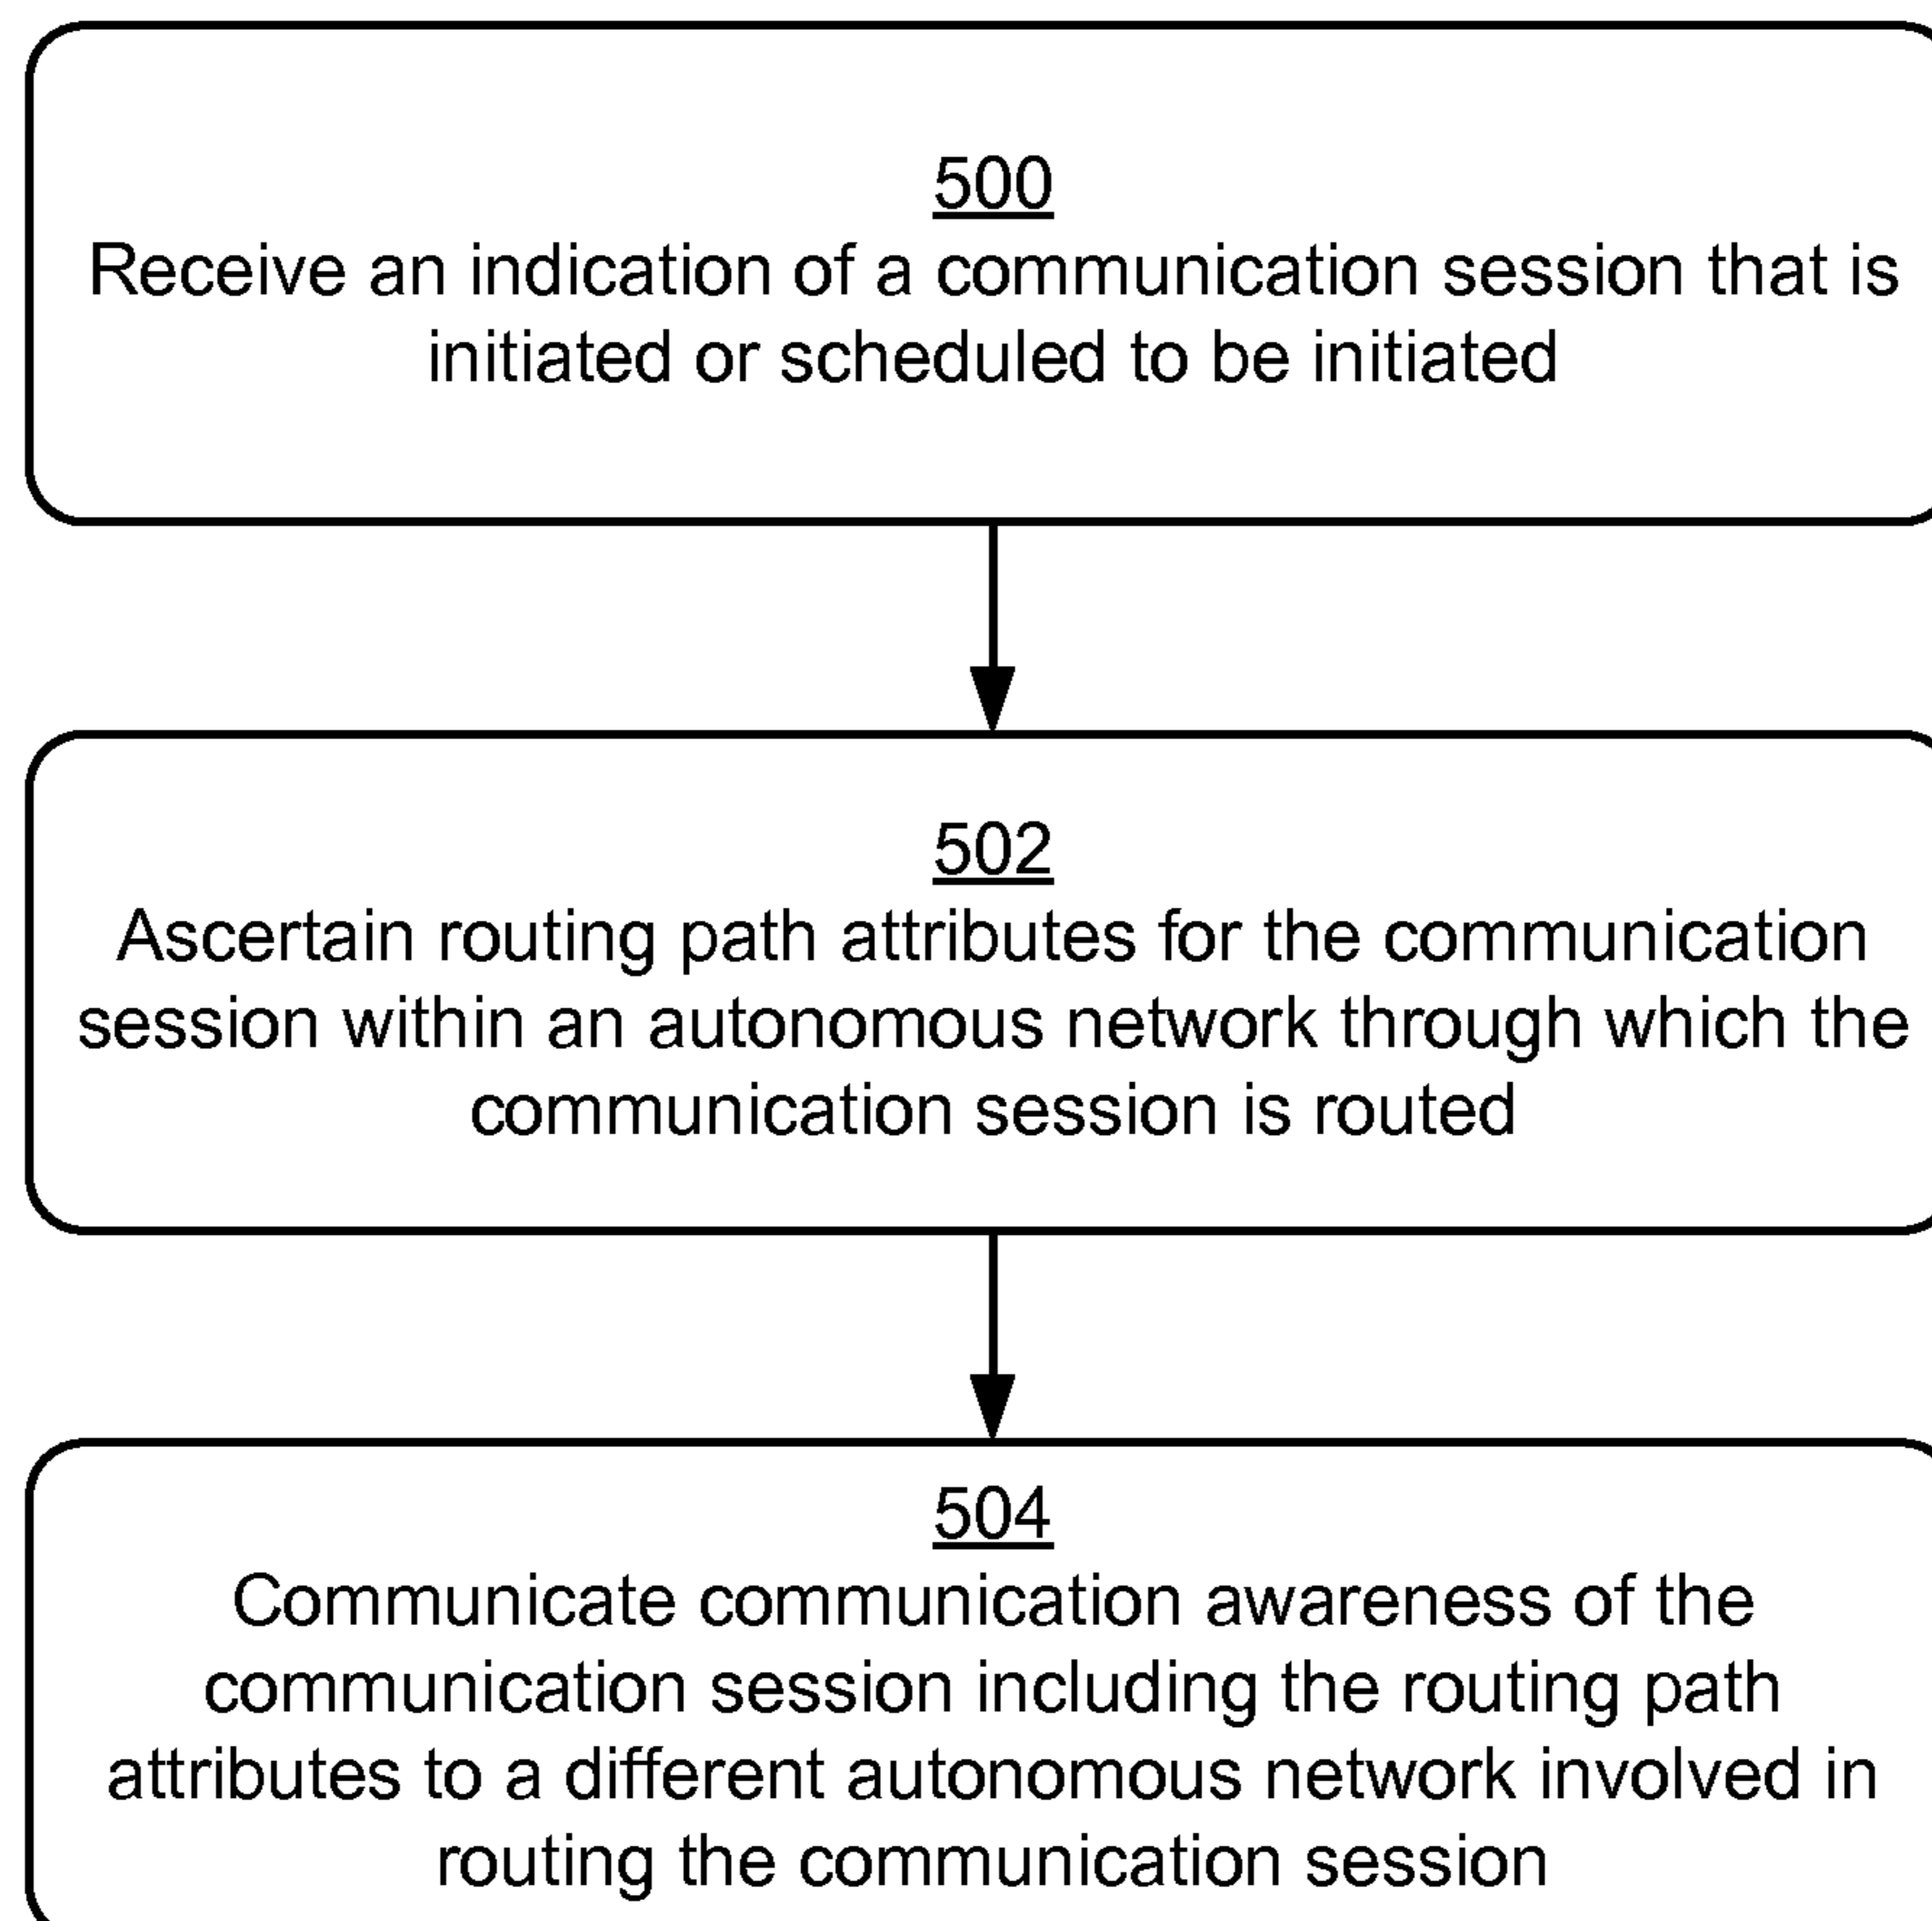 500
Receive an indication of a communication session that is
initiated or scheduled to be initiated
502
Ascertain routing path attributes for the communication
session within an autonomous network through which the
communication session is routed
504
Communicate communication awareness of the
communication session including the routing path
attributes to a different autonomous network involved in
routing the communication session